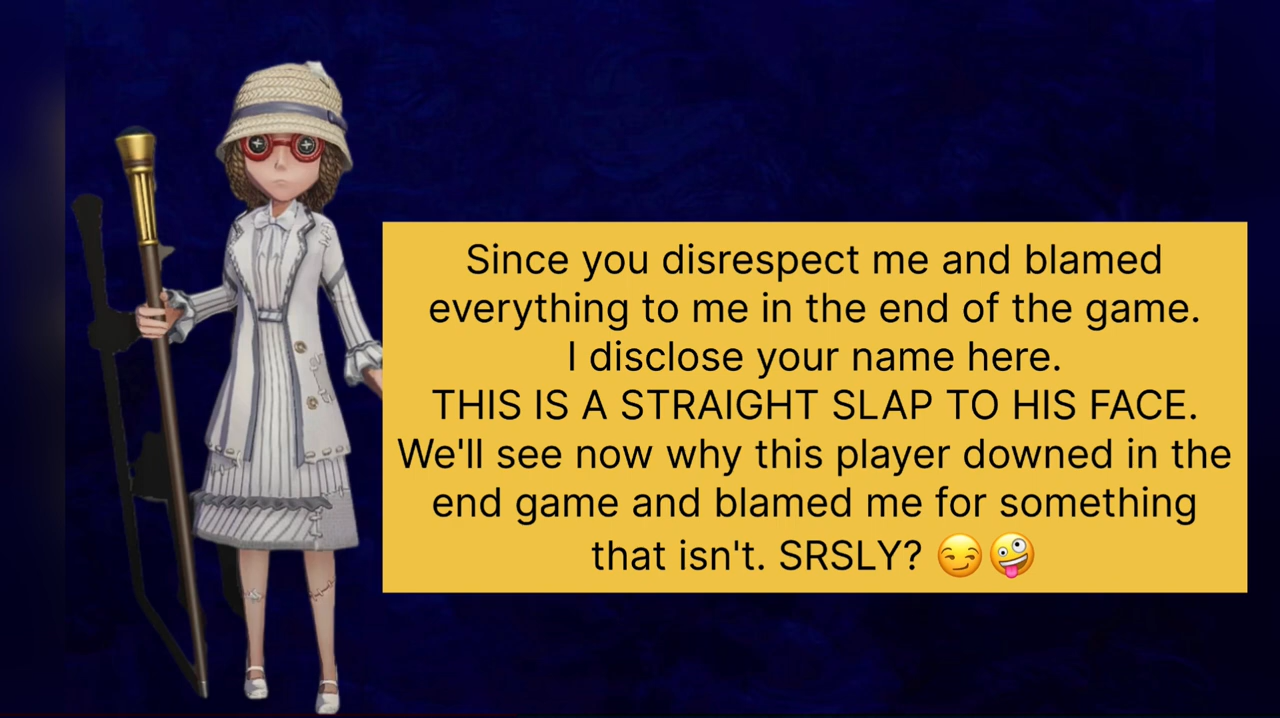 Since you disrespect me and blamed
everything to me in the end of the game.
I disclose your name here.
THIS IS A STRAIGHT SLAP TO HIS FACE.
We'll see now why this player downed in the
end game and blamed me for something
that isn't. SRSLY? 😏🤪